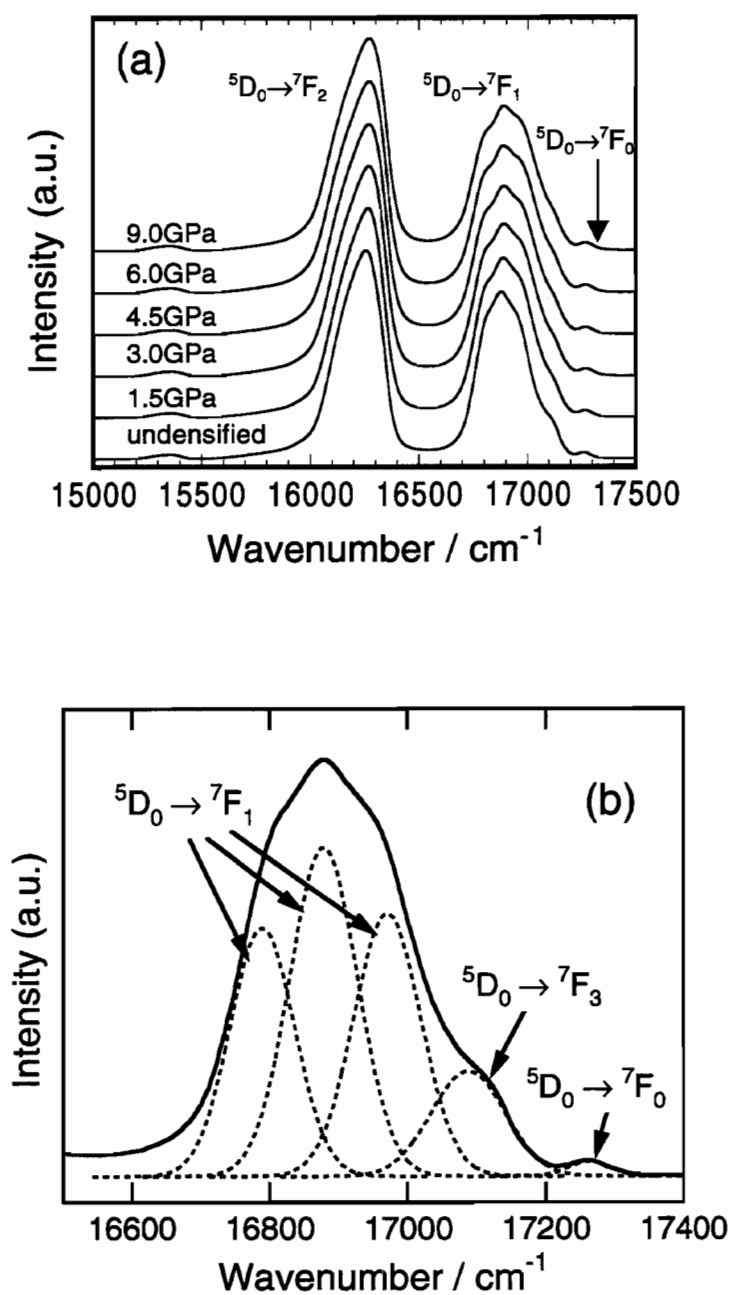 (a)
⁵D₀→⁷F₂
⁵D₀→⁷F₁
⁵D₀→⁷F₀
9.0GPa
6.0GPa
4.5GPa
3.0GPa
1.5GPa
undensified
Intensity (a.u.)
15000 15500 16000 16500 17000 17500
Wavenumber / cm⁻¹
(b)
⁵D₀→⁷F₁
⁵D₀→⁷F₃
⁵D₀→⁷F₀
Intensity (a.u.)
16600 16800 17000 17200 17400
Wavenumber / cm⁻¹